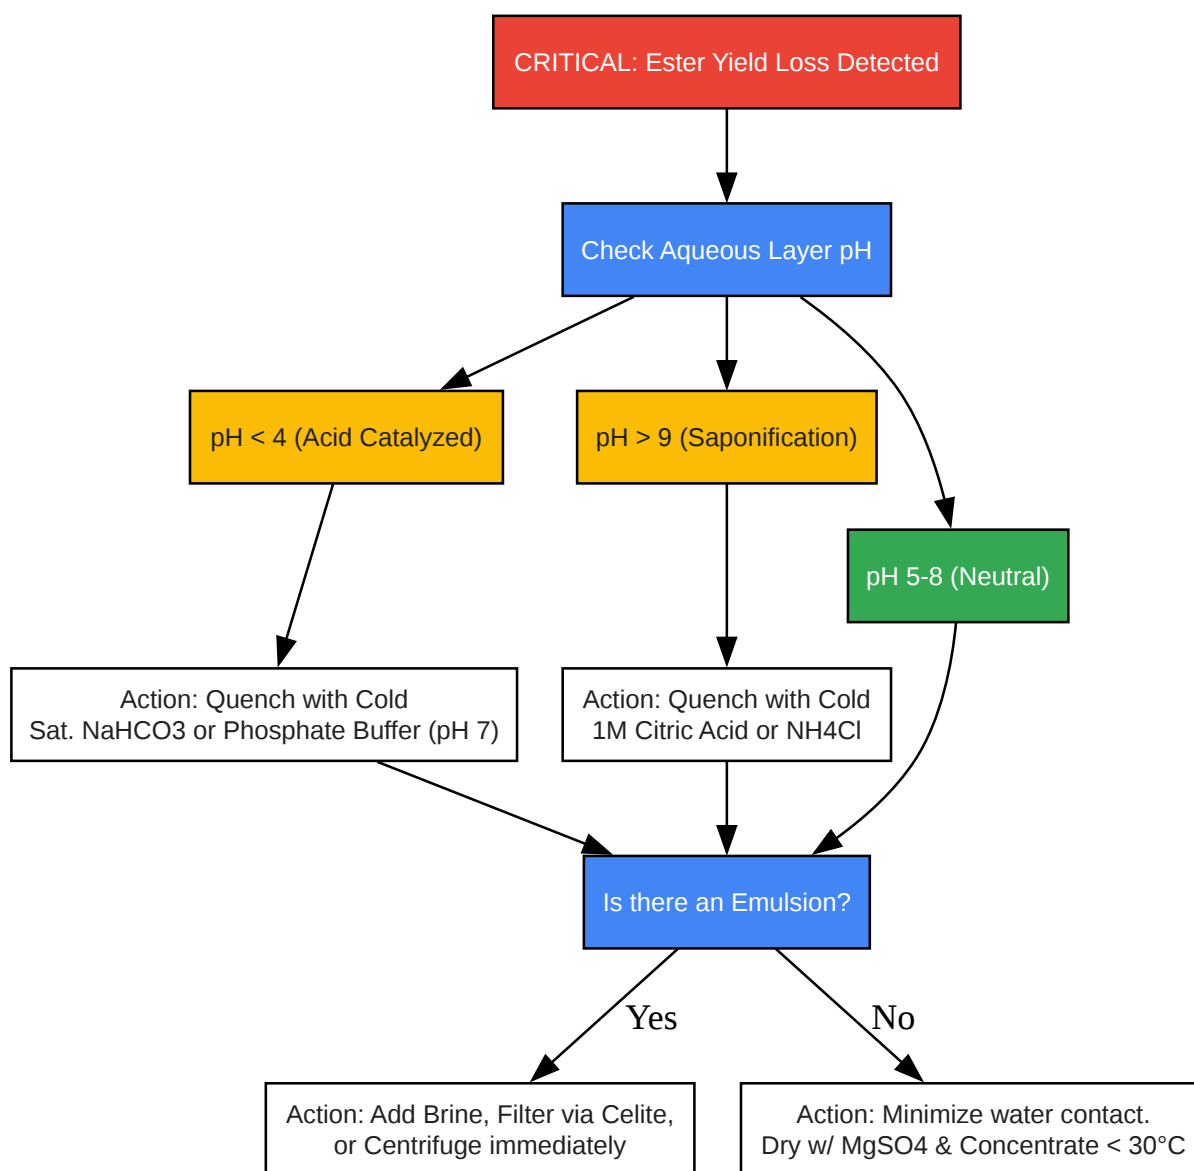 CRITICAL: Ester Yield Loss Detected
Check Aqueous Layer pH
pH < 4 (Acid Catalyzed)
pH > 9 (Saponification)
pH 5-8 (Neutral)
Action: Quench with Cold
Sat. NaHCO3 or Phosphate Buffer (pH 7)
Action: Quench with Cold
1M Citric Acid or NH4Cl
Is there an Emulsion?
Yes
No
Action: Add Brine, Filter via Celite,
or Centrifuge immediately
Action: Minimize water contact.
Dry w/ MgSO4 & Concentrate < 30°C